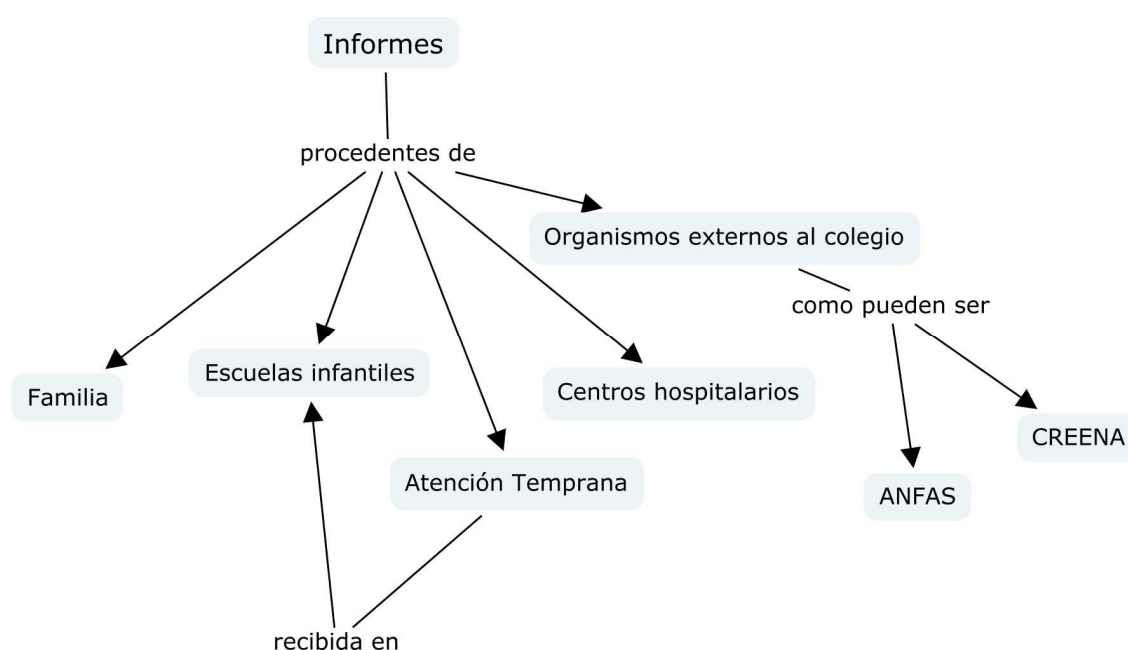 Informes
procedentes de
Organismos externos al colegio
como pueden ser
Familia
Escuelas infantiles
Centros hospitalarios
CREENA
Atención Temprana
ANFAS
recibida en